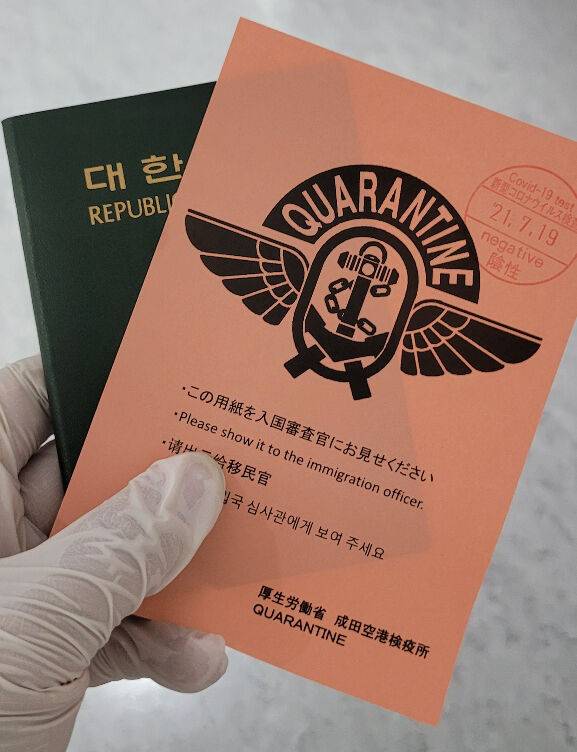 대 한
REPUBLIC
QUARANTINE
Covid-19 test
新型コロナウイルス検査
21.7.19
negative
陰性
・この用紙を入国審査官にお見せください
・Please show it to the immigration officer.
・请出示给移民官
입국 심사관에게 보여 주세요
厚生労働省 成田空港検疫所
QUARANTINE